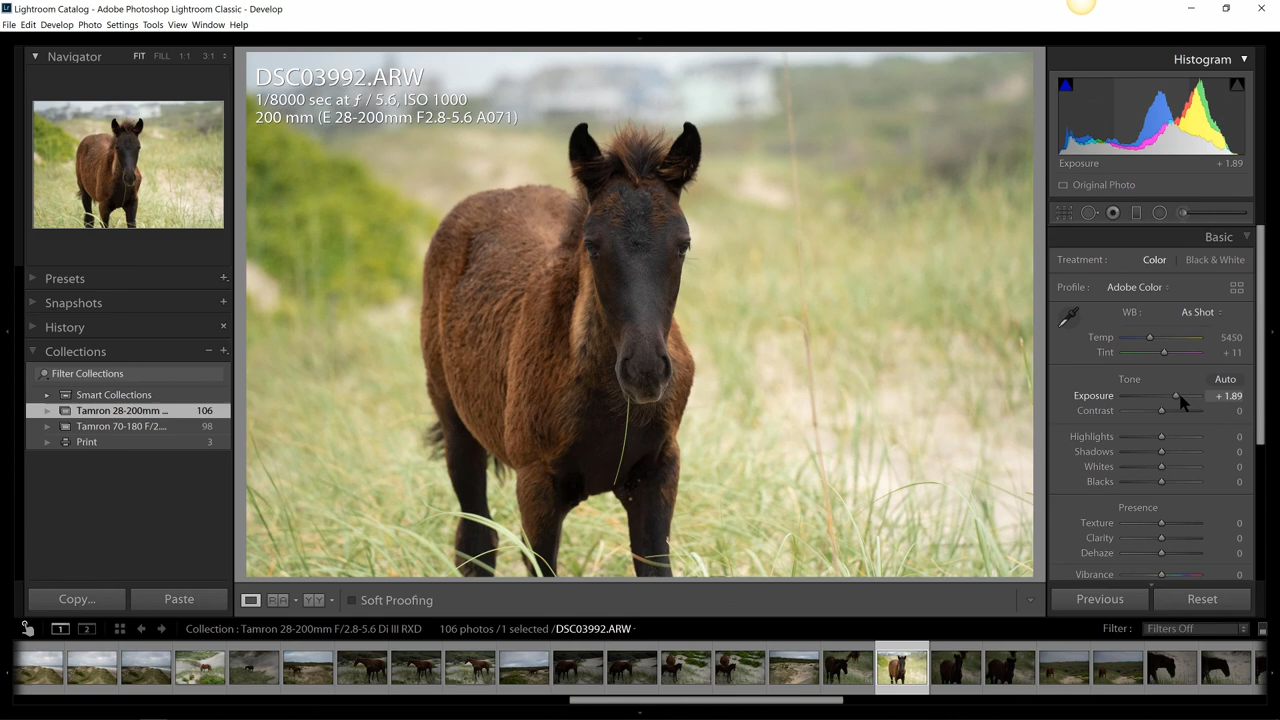 Lightroom Catalog - Adobe Photoshop Lightroom Classic - Develop
File Edit Develop Photo Settings Tools View Window Help
Navigator FIT FILL 1:1 3:1
Presets
Snapshots
History
Collections
Filter Collections
Smart Collections
Tamron 28-200mm ... 106
Tamron 70-180 F/2.... 98
Print 3
Copy... Paste
DSC03992.ARW
1/8000 sec at ƒ / 5.6, ISO 1000
200 mm (E 28-200mm F2.8-5.6 A071)
Soft Proofing
Histogram
Exposure + 1.89
Original Photo
Basic
Treatment : Color Black & White
Profile : Adobe Color
WB : As Shot
Temp 5450
Tint + 11
Tone Auto
Exposure + 1.89
Contrast 0
Highlights 0
Shadows 0
Whites 0
Blacks 0
Presence
Texture 0
Clarity 0
Dehaze 0
Vibrance 0
Previous Reset
1 2 Collection : Tamron 28-200mm F/2.8-5.6 Di III RXD 106 photos / 1 selected / DSC03992.ARW Filter : Filters Off